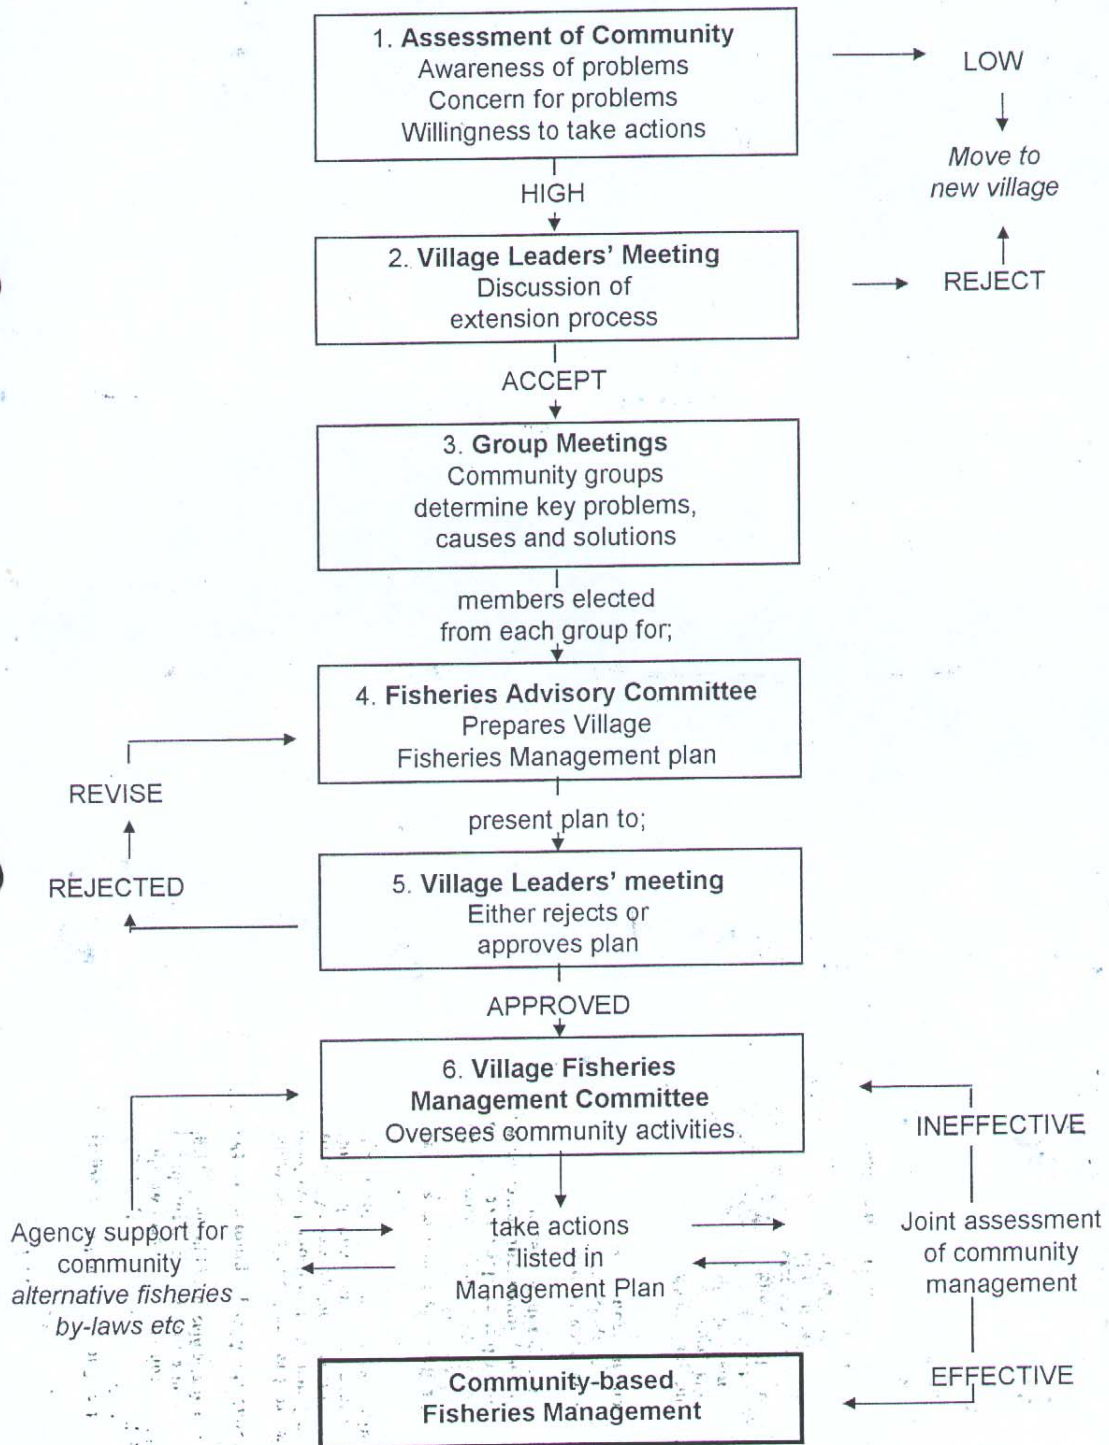 1. Assessment of Community
Awareness of problems
Concern for problems
Willingness to take actions
LOW
Move to
new village
HIGH
2. Village Leaders' Meeting
Discussion of
extension process
REJECT
ACCEPT
3. Group Meetings
Community groups
determine key problems,
causes and solutions
members elected
from each group for;
4. Fisheries Advisory Committee
Prepares Village
Fisheries Management plan
REVISE
present plan to;
REJECTED
5. Village Leaders' meeting
Either rejects or
approves plan
APPROVED
6. Village Fisheries
Management Committee
Oversees community activities.
INEFFECTIVE
Agency support for
community
alternative fisheries
by-laws etc
take actions
listed in
Management Plan
Joint assessment
of community
management
EFFECTIVE
Community-based
Fisheries Management